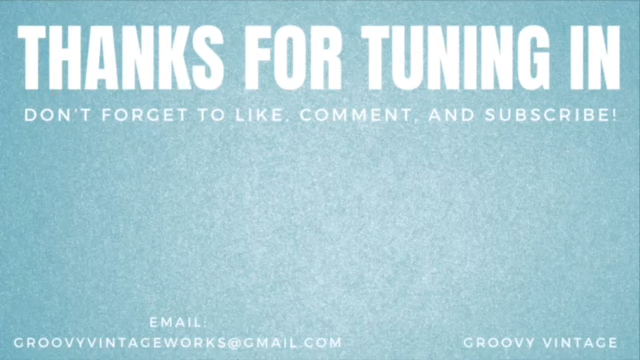 THANKS FOR TUNING IN
DON'T FORGET TO LIKE, COMMENT, AND SUBSCRIBE!
EMAIL:
GROOVYVINTAGEWORKS@GMAIL.COM
GROOVY VINTAGE